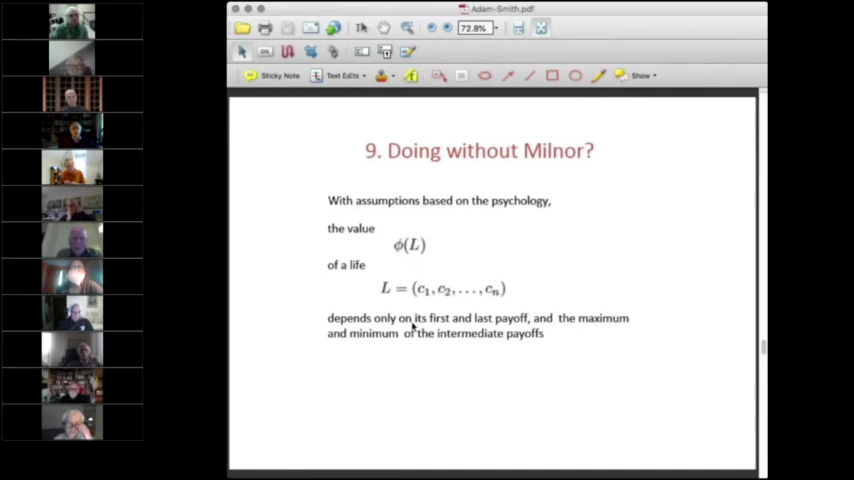 Adam-Smith.pdf
72.8%
Sticky Note
Text Edits
Show
9. Doing without Milnor?
With assumptions based on the psychology,
the value
ϕ(L)
of a life
L = (c₁, c₂, . . . , cₙ)
depends only on its first and last payoff, and the maximum
and minimum of the intermediate payoffs